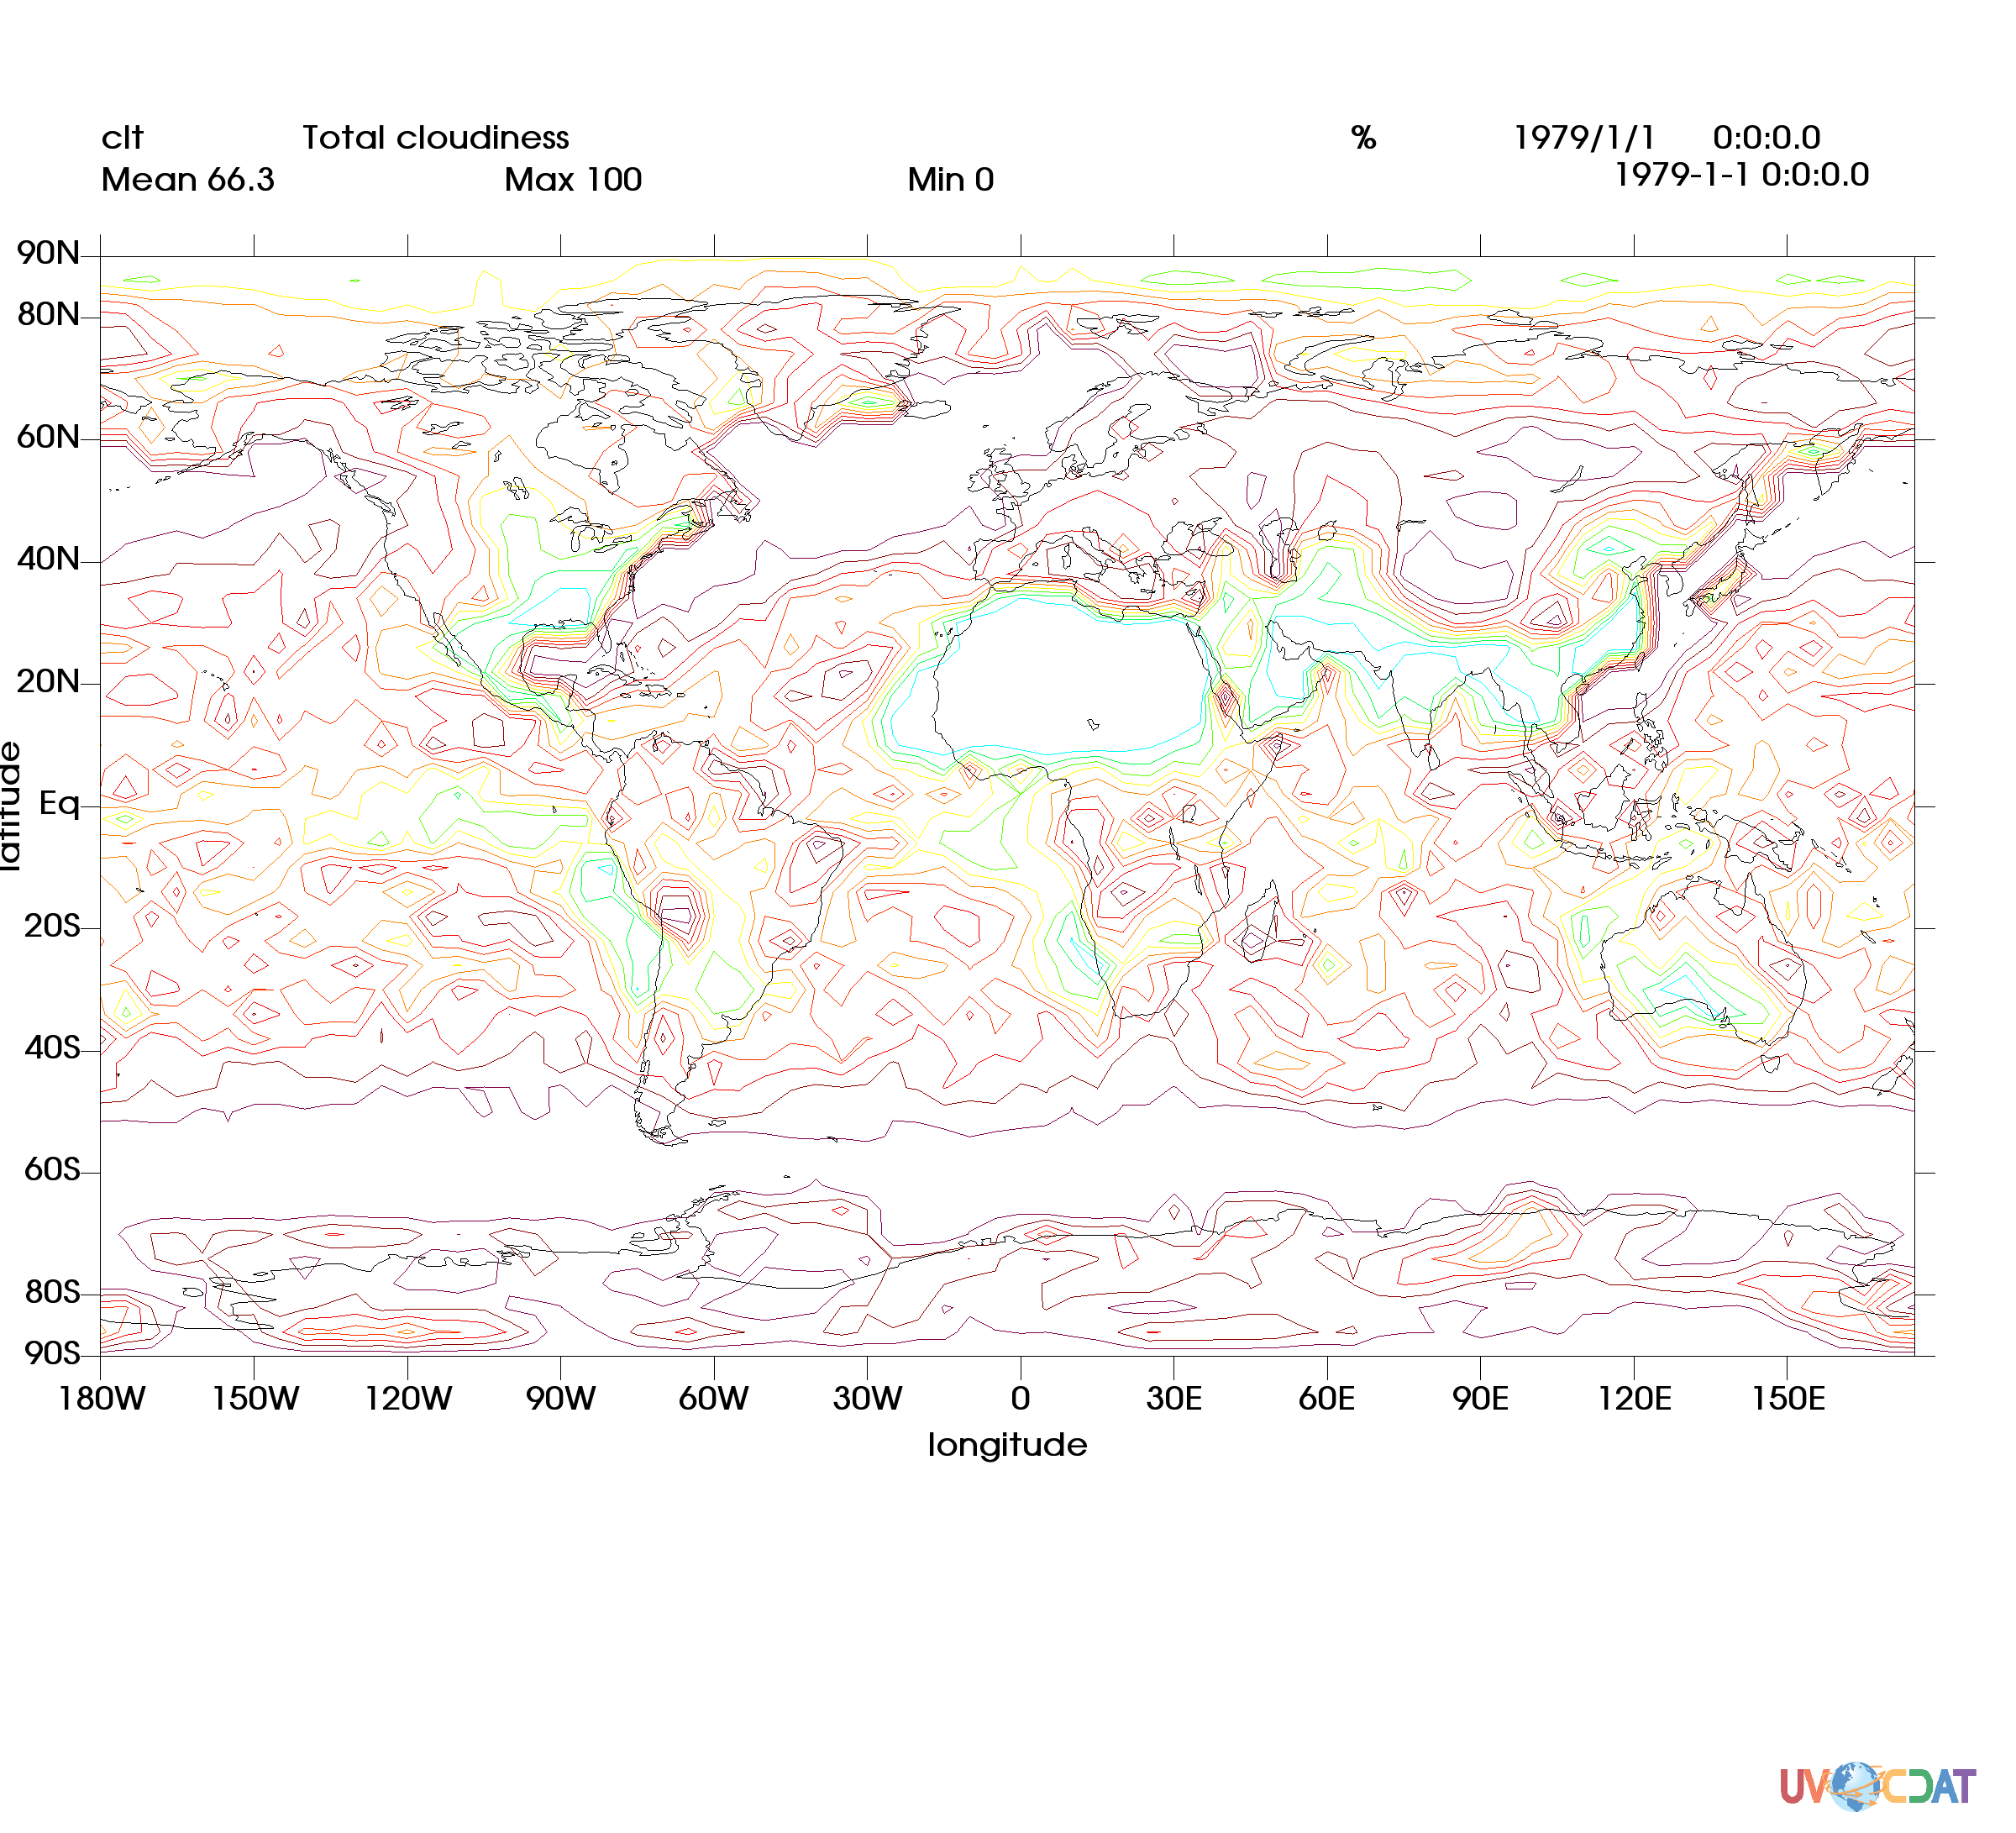 clt Total cloudiness % 1979/1/1 0:0:0.0
Mean 66.3 Max 100 Min 0 1979-1-1 0:0:0.0
90N
80N
60N
40N
20N
Eq
latitude
20S
40S
60S
80S
90S
180W 150W 120W 90W 60W 30W 0 30E 60E 90E 120E 150E
longitude
UV CDAT